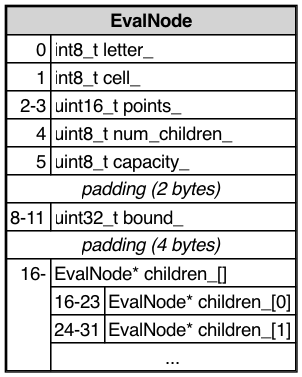 EvalNode
0 int8_t letter_
1 int8_t cell_
2-3 uint16_t points_
4 uint8_t num_children_
5 uint8_t capacity_
padding (2 bytes)
8-11 uint32_t bound_
padding (4 bytes)
16- EvalNode* children_[]
16-23 EvalNode* children_[0]
24-31 EvalNode* children_[1]
...